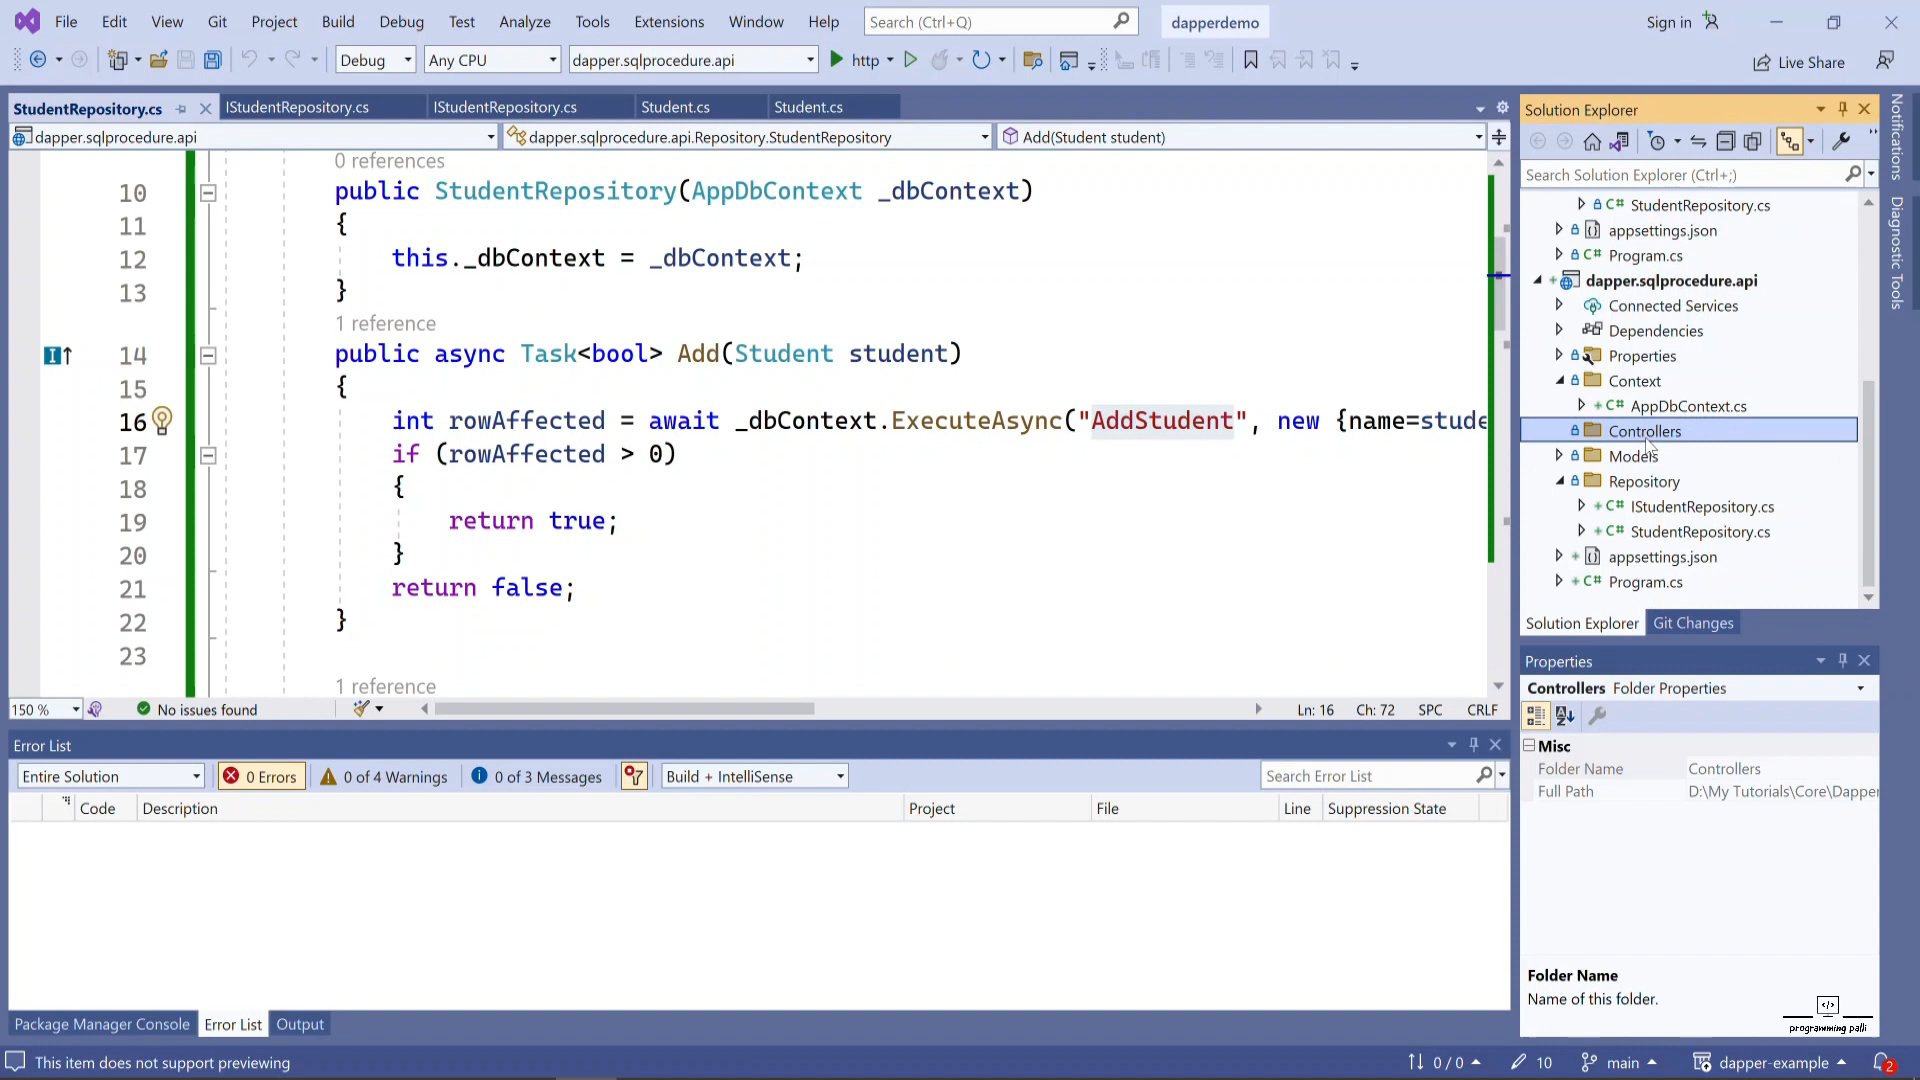 File Edit View Git Project Build Debug Test Analyze Tools Extensions Window Help Search (Ctrl+Q) dapperdemo Sign in
Debug Any CPU dapper.sqlprocedure.api http Live Share
StudentRepository.cs IStudentRepository.cs IStudentRepository.cs Student.cs Student.cs
dapper.sqlprocedure.api dapper.sqlprocedure.api.Repository.StudentRepository Add(Student student)
0 references
10 public StudentRepository(AppDbContext _dbContext)
11 {
12 this._dbContext = _dbContext;
13 }
1 reference
14 public async Task<bool> Add(Student student)
15 {
16 int rowAffected = await _dbContext.ExecuteAsync("AddStudent", new {name=stude
17 if (rowAffected > 0)
18 {
19 return true;
20 }
21 return false;
22 }
23
1 reference
150 % No issues found Ln: 16 Ch: 72 SPC CRLF
Error List
Entire Solution 0 Errors 0 of 4 Warnings 0 of 3 Messages Build + IntelliSense Search Error List
Code Description Project File Line Suppression State
Package Manager Console Error List Output
Solution Explorer
Search Solution Explorer (Ctrl+;)
C# StudentRepository.cs
appsettings.json
C# Program.cs
dapper.sqlprocedure.api
Connected Services
Dependencies
Properties
Context
C# AppDbContext.cs
Controllers
Models
Repository
C# IStudentRepository.cs
C# StudentRepository.cs
appsettings.json
C# Program.cs
Solution Explorer Git Changes
Properties
Controllers Folder Properties
Misc
Folder Name Controllers
Full Path D:\My Tutorials\Core\Dapper
Folder Name
Name of this folder.
programming palli
Notifications
Diagnostic Tools
This item does not support previewing 0 / 0 10 main dapper-example 2